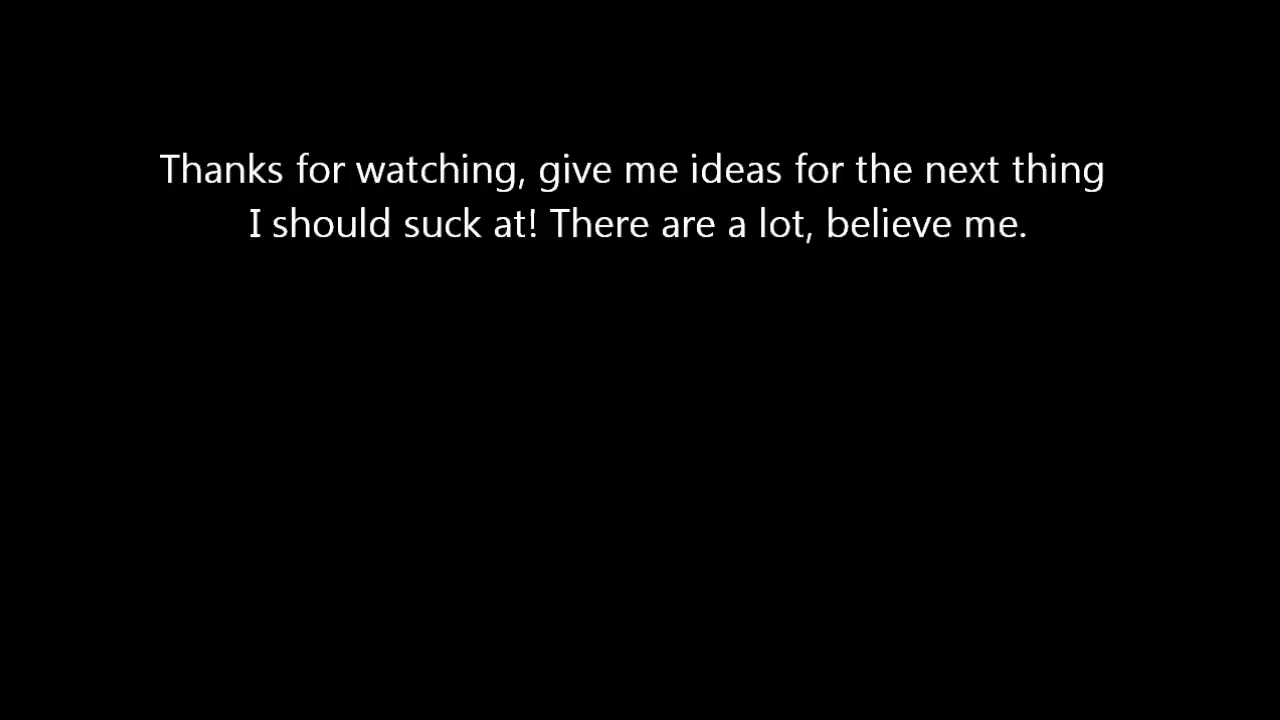 Thanks for watching, give me ideas for the next thing
I should suck at! There are a lot, believe me.